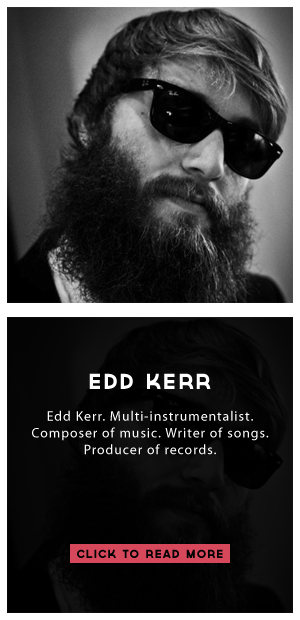 EDD KERR
Edd Kerr. Multi-instrumentalist.
Composer of music. Writer of songs.
Producer of records.
CLICK TO READ MORE